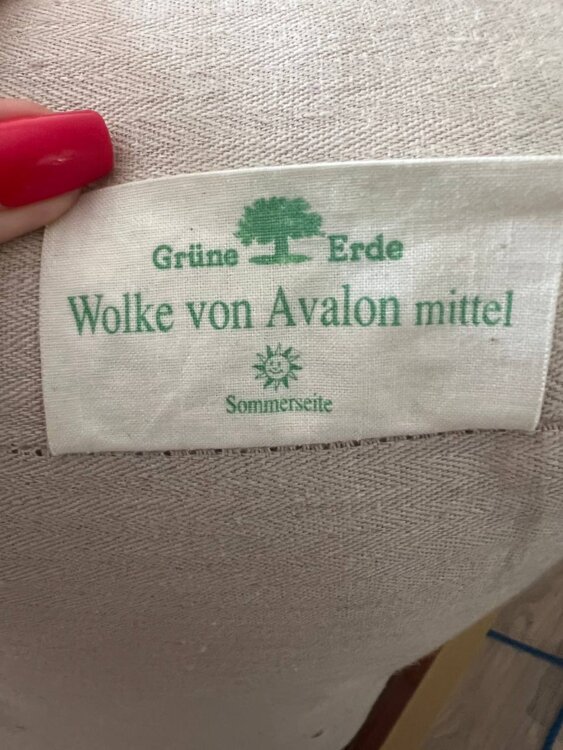 Grüne Erde
Wolke von Avalon mittel
Sommerseite